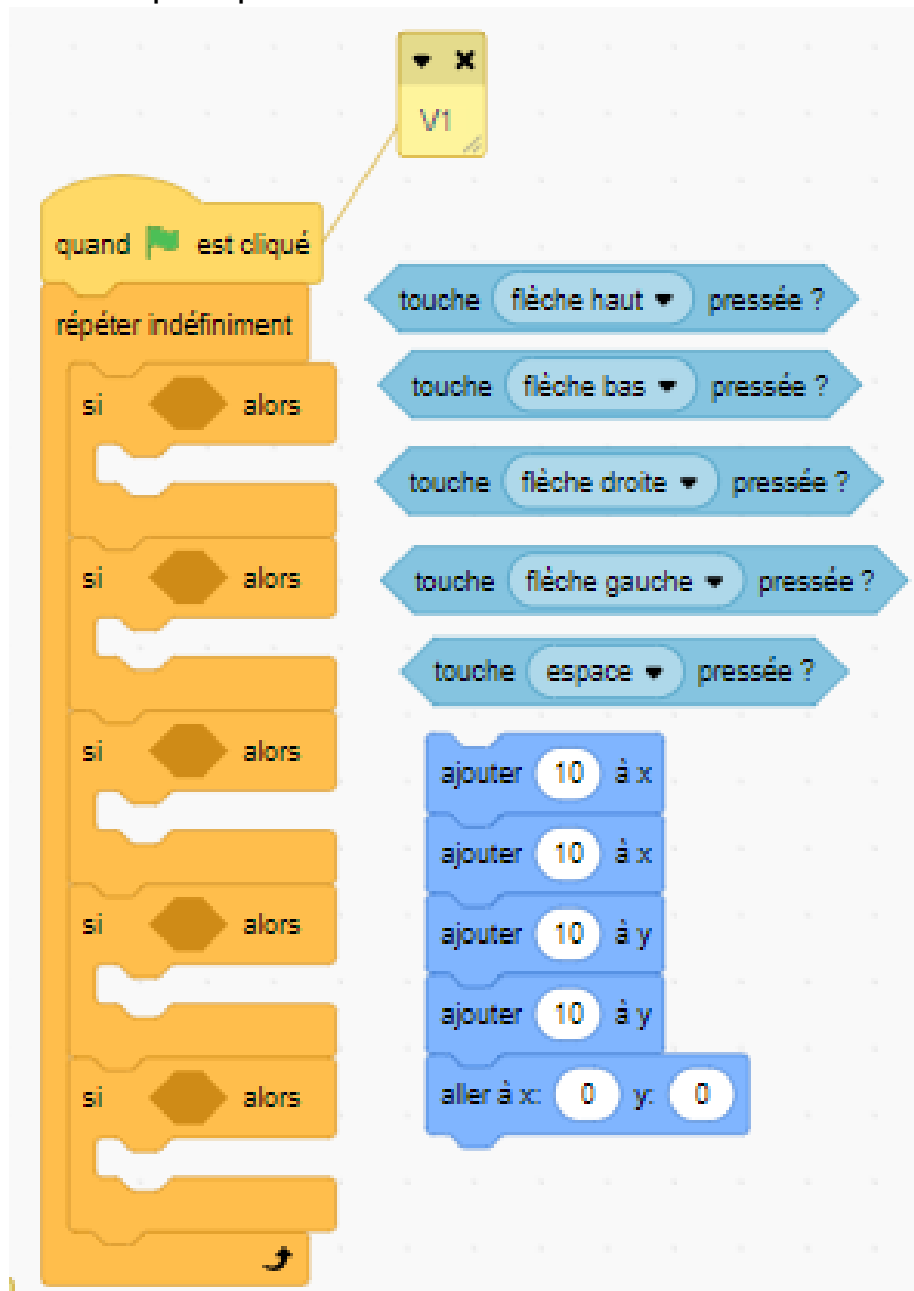 V1
quand est cliqué
répéter indéfiniment
si alors
si alors
si alors
si alors
si alors
touche flèche haut pressée ?
touche flèche bas pressée ?
touche flèche droite pressée ?
touche flèche gauche pressée ?
touche espace pressée ?
ajouter 10 à x
ajouter 10 à x
ajouter 10 à y
ajouter 10 à y
aller à x: 0 y: 0